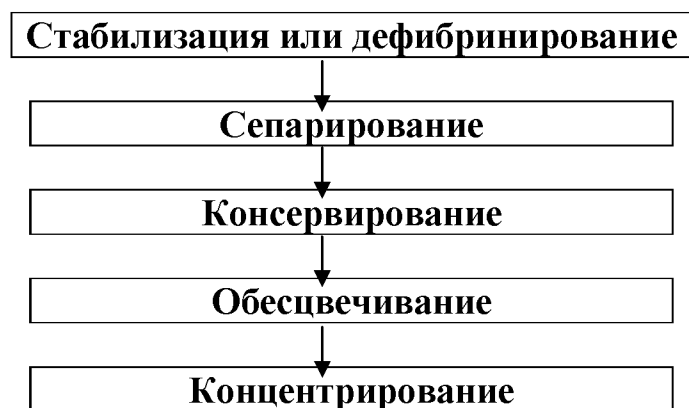 Стабилизация или дефибринирование
Сепарирование
Консервирование
Обесцвечивание
Концентрирование